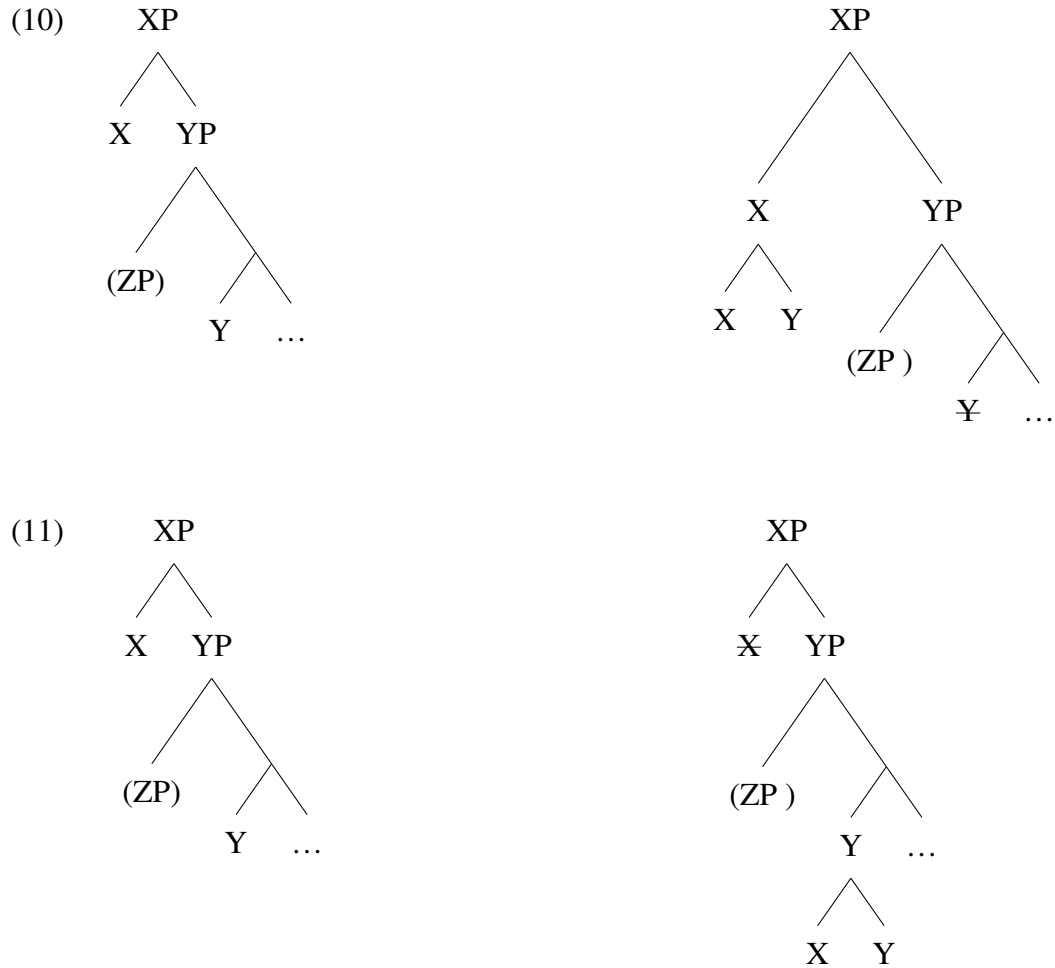 (10) XP XP
X YP
X YP
(ZP)
X Y
Y …
(ZP )
Y̶ …
(11) XP XP
X YP X̶ YP
(ZP) (ZP )
Y … Y …
X Y